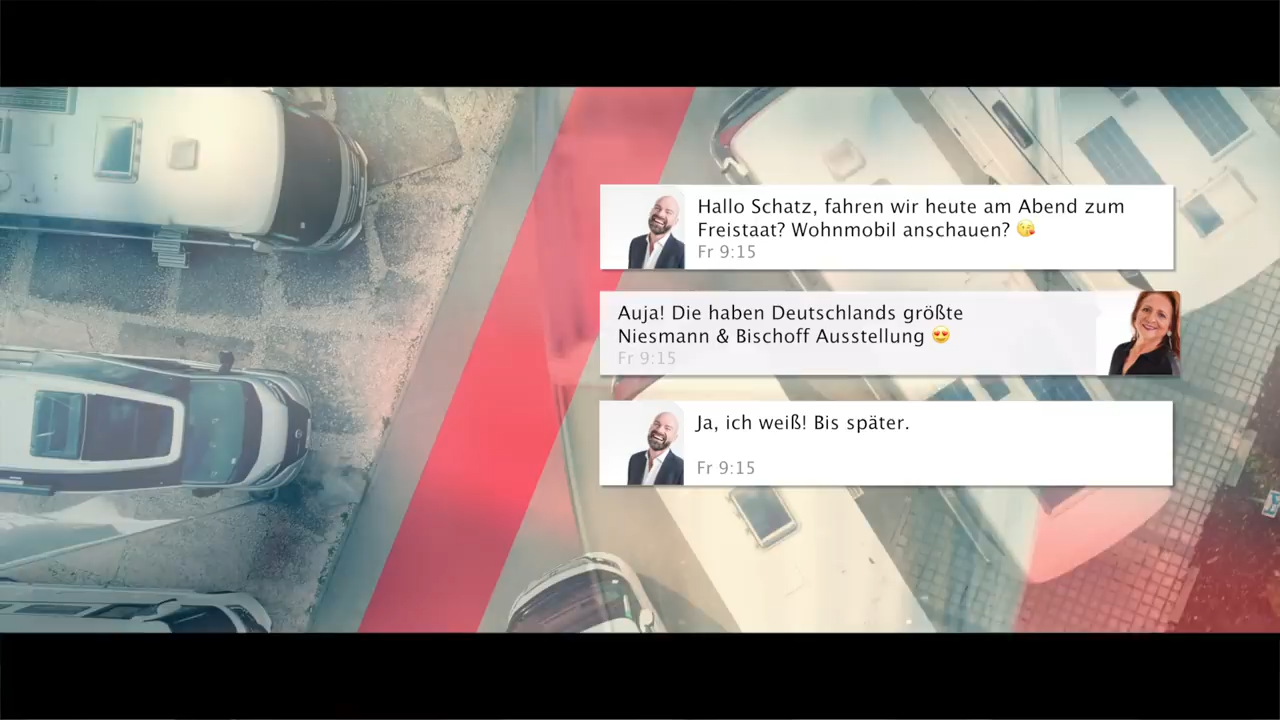 Hallo Schatz, fahren wir heute am Abend zum
Freistaat? Wohnmobil anschauen? 😘
Fr 9:15
Auja! Die haben Deutschlands größte
Niesmann & Bischoff Ausstellung 😍
Fr 9:15
Ja, ich weiß! Bis später.
Fr 9:15